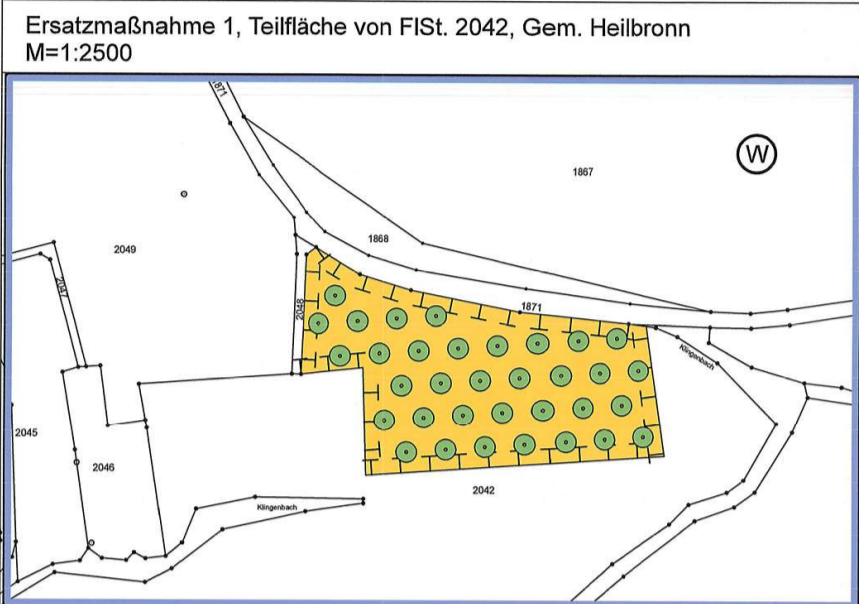 Ersatzmaßnahme 1, Teilfläche von FlSt. 2042, Gem. Heilbronn
M=1:2500
1871
W
1867
1868
2049
2047
2048
1871
Klingenbach
2045
2046
2042
Klingenbach